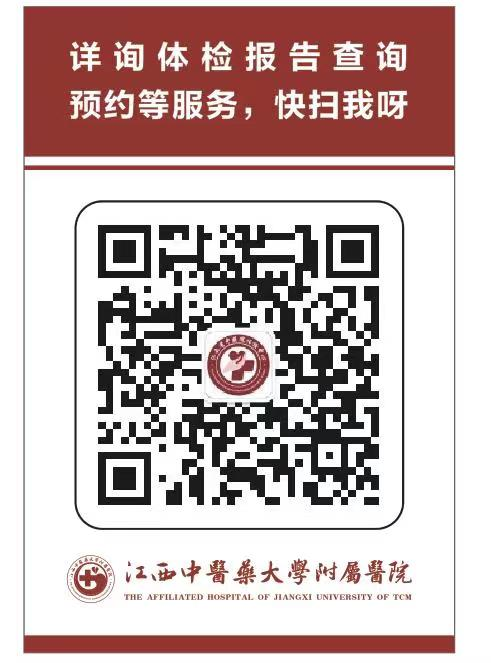 详询体检报告查询
预约等服务，快扫我呀
江西中醫藥大學附屬醫院
THE AFFILIATED HOSPITAL OF JIANGXI UNIVERSITY OF TCM